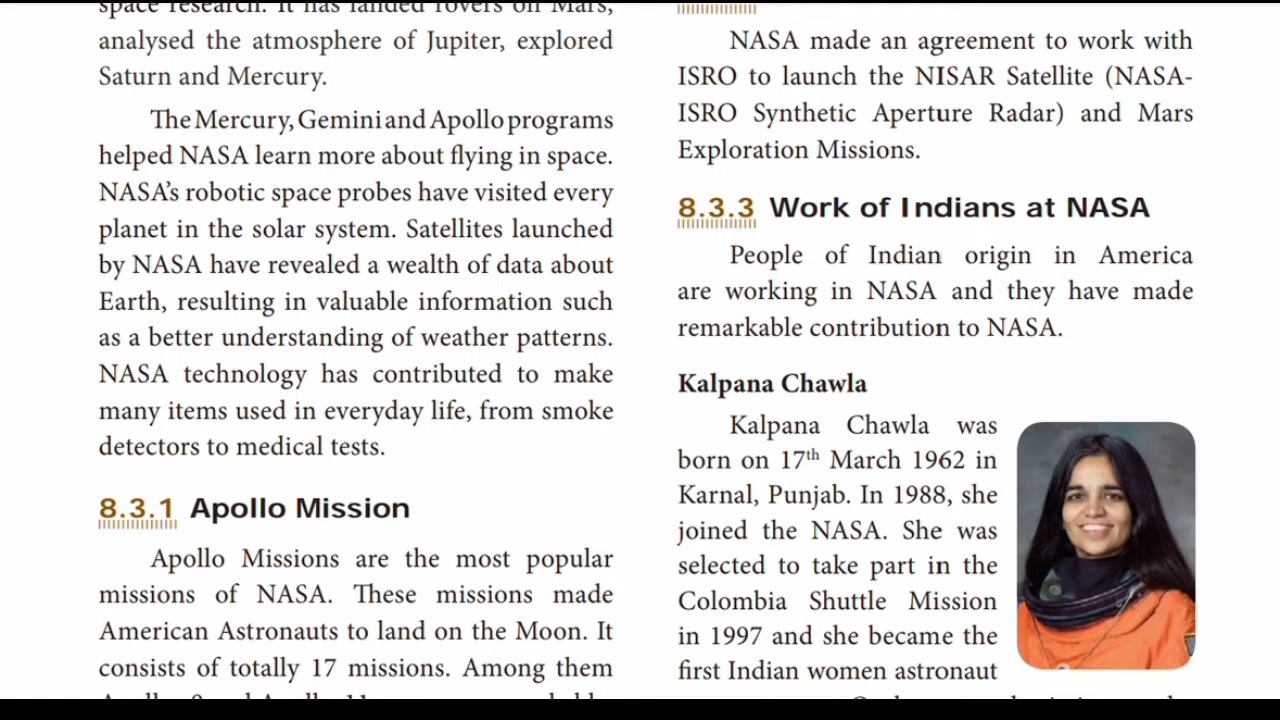 space research. It has landed rovers on Mars,
analysed the atmosphere of Jupiter, explored
Saturn and Mercury.
The Mercury, Gemini and Apollo programs
helped NASA learn more about flying in space.
NASA's robotic space probes have visited every
planet in the solar system. Satellites launched
by NASA have revealed a wealth of data about
Earth, resulting in valuable information such
as a better understanding of weather patterns.
NASA technology has contributed to make
many items used in everyday life, from smoke
detectors to medical tests.
8.3.1 Apollo Mission
Apollo Missions are the most popular
missions of NASA. These missions made
American Astronauts to land on the Moon. It
consists of totally 17 missions. Among them
NASA made an agreement to work with
ISRO to launch the NISAR Satellite (NASA-
ISRO Synthetic Aperture Radar) and Mars
Exploration Missions.
8.3.3 Work of Indians at NASA
People of Indian origin in America
are working in NASA and they have made
remarkable contribution to NASA.
Kalpana Chawla
Kalpana Chawla was
born on 17th March 1962 in
Karnal, Punjab. In 1988, she
joined the NASA. She was
selected to take part in the
Colombia Shuttle Mission
in 1997 and she became the
first Indian women astronaut